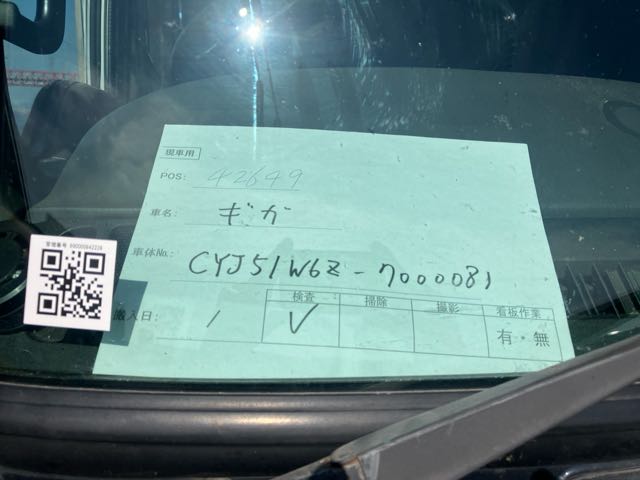 現車用
POS: 42649
車名: ギガ
車体No.: CYJ51W6Z-7000081
搬入日: /
検査 掃除 撮影 看板作業
✓ 有・無